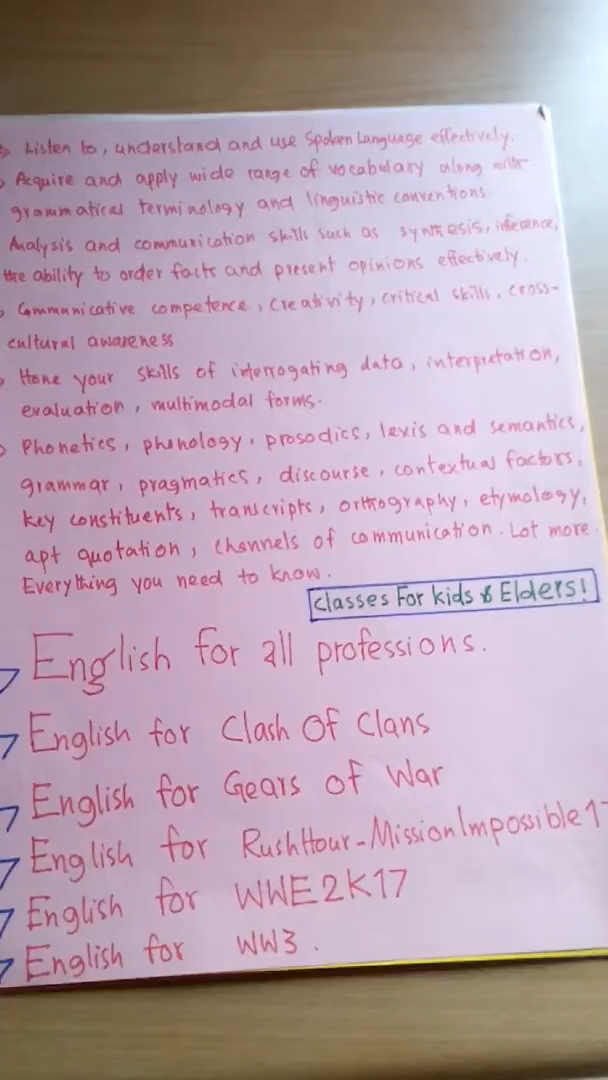 Listen to, understand and use Spoken Language effectively.
Acquire and apply wide range of vocabulary along with
grammatical terminology and linguistic conventions
Analysis and communication skills such as synthesis, inference,
the ability to order facts and present opinions effectively.
Communicative competence, creativity, critical skills, cross-
cultural awareness
Hone your skills of interrogating data, interpretation,
evaluation, multimodal forms.
Phonetics, phonology, prosodics, lexis and semantics,
grammar, pragmatics, discourse, contextual factors,
key constituents, transcripts, orthography, etymology,
apt quotation, channels of communication. Lot more.
Everything you need to know.
Classes For kids & Elders!
English for all professions.
English for Clash Of Clans
English for Gears of War
English for RushHour-MissionImpossible1-
English for WWE2K17
English for WW3.